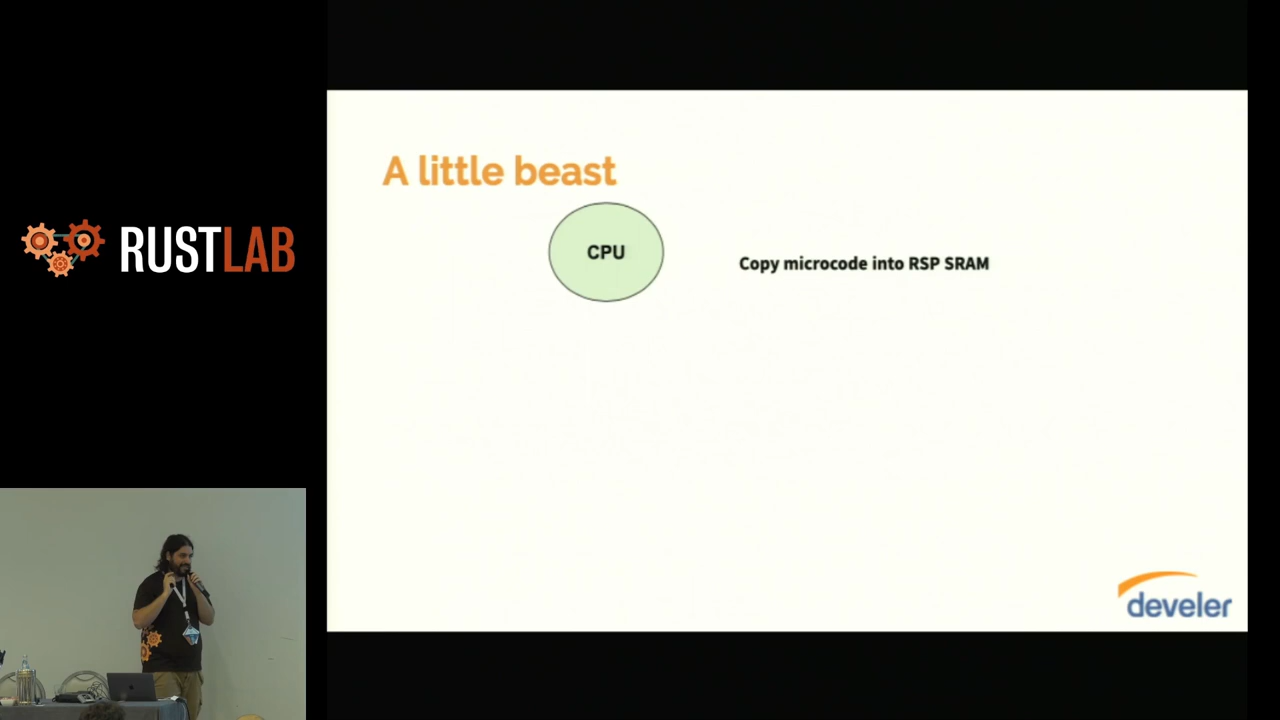 RUSTLAB
A little beast
CPU
Copy microcode into RSP SRAM
develer